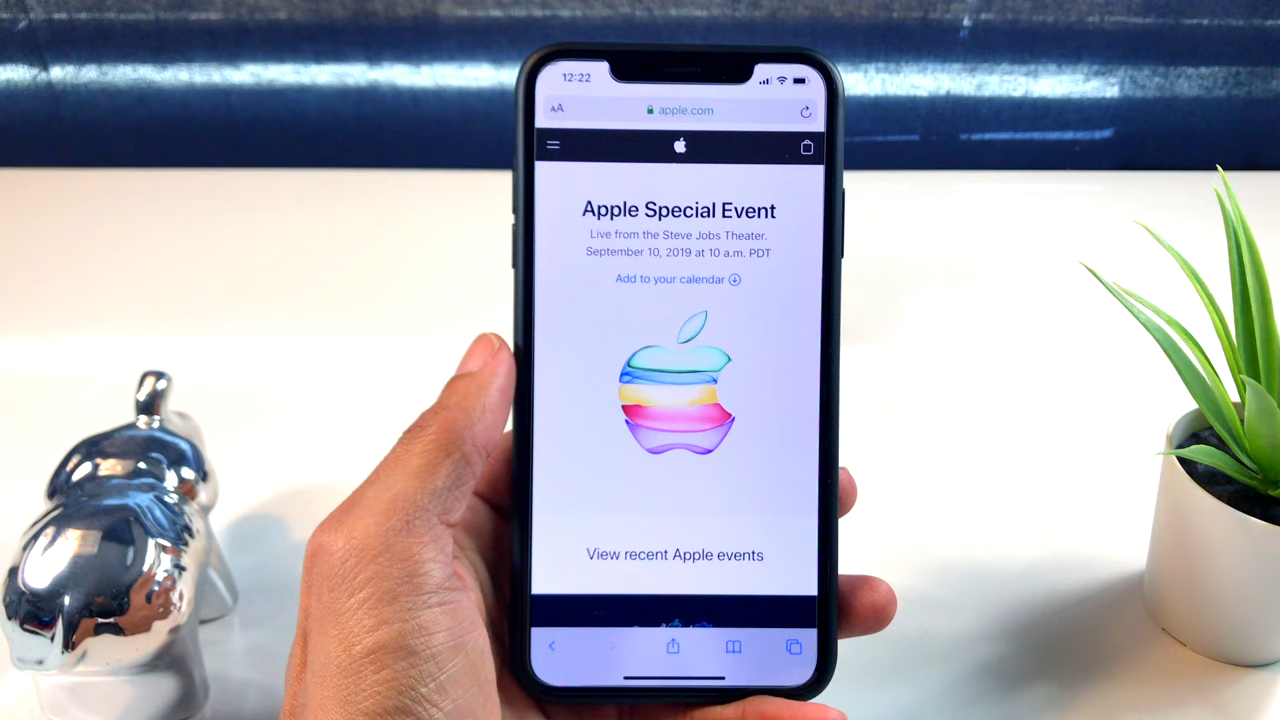 12:22
AA apple.com
Apple Special Event
Live from the Steve Jobs Theater.
September 10, 2019 at 10 a.m. PDT
Add to your calendar
View recent Apple events